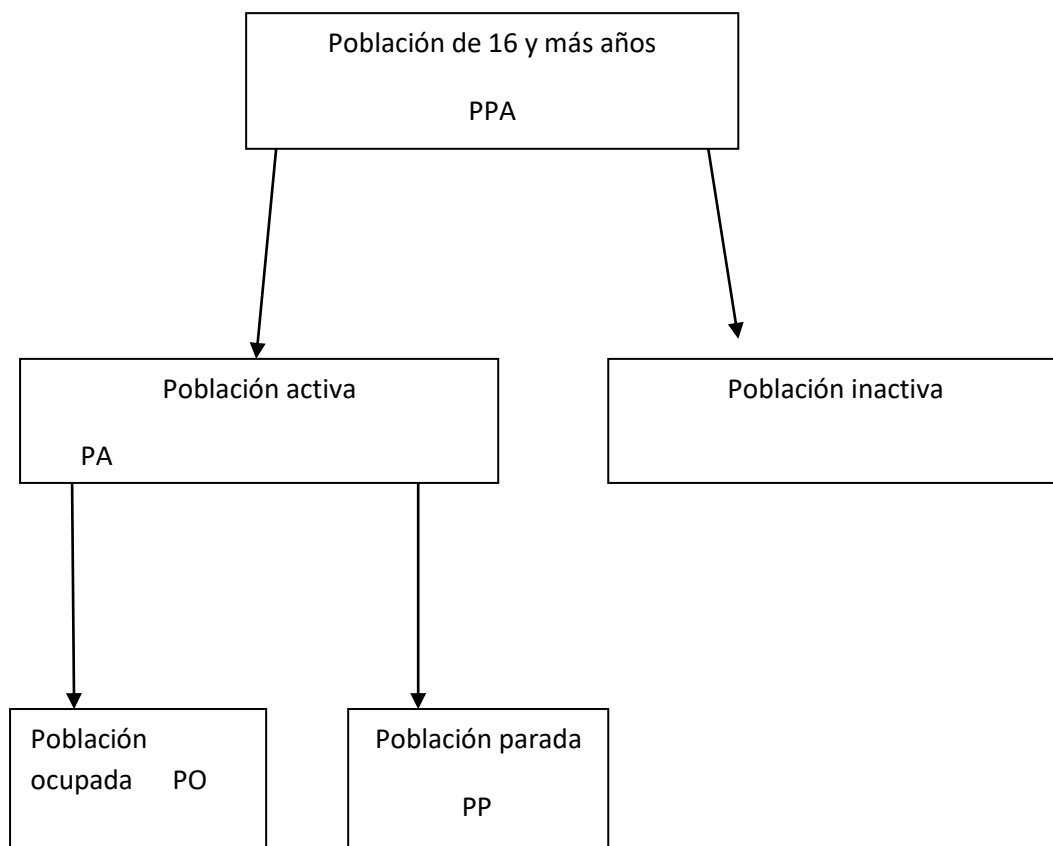 Población de 16 y más años
PPA
Población activa
PA
Población inactiva
Población
ocupada PO
Población parada
PP